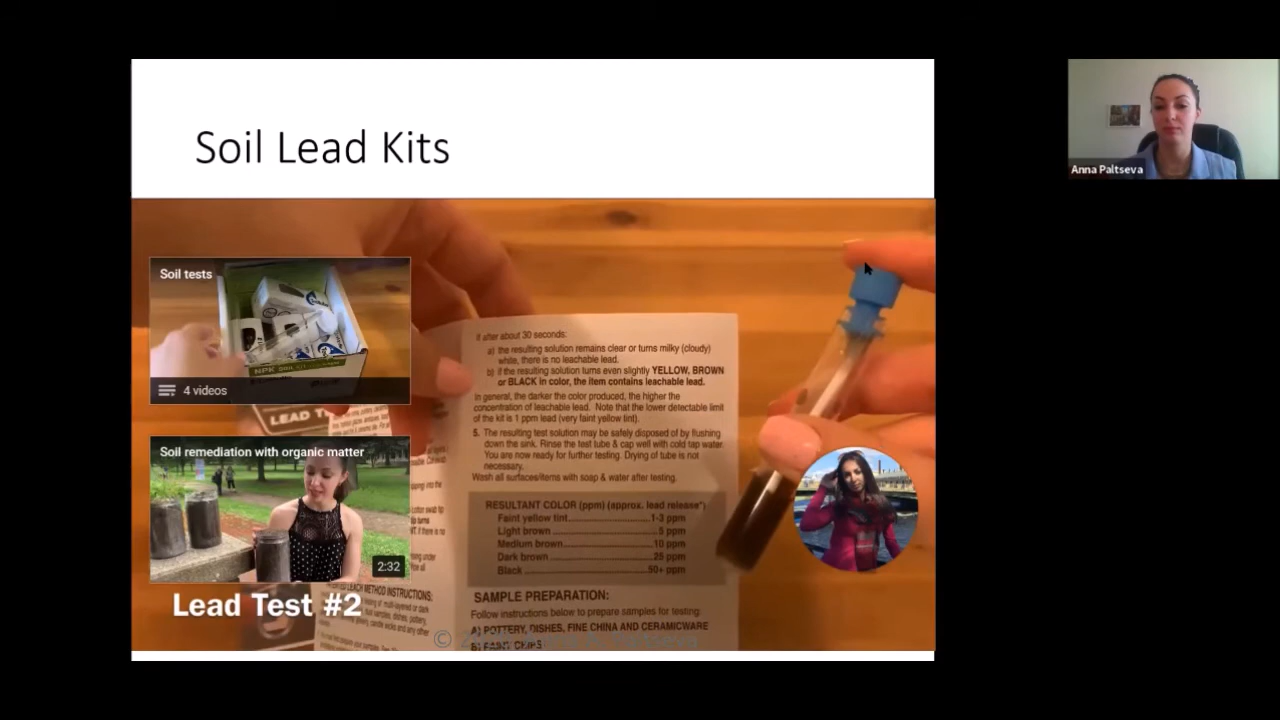 Soil Lead Kits
Anna Paltseva
Soil tests
NPK
4 videos
LEAD
Soil remediation with organic matter
2:32
Lead Test #2
If after about 30 seconds:
a) the resulting solution remains clear or turns milky (cloudy)
white, there is no leachable lead.
b) if the resulting solution turns even slightly YELLOW, BROWN
or BLACK in color, the item contains leachable lead.
In general, the darker the color produced, the higher the
concentration of leachable lead. Note that the lower detectable limit
of the kit is 1 ppm lead (very faint yellow tint).
5. The resulting test solution may be safely disposed of by flushing
down the sink. Rinse the test tube & cap well with cold tap water.
You are now ready for further testing. Drying of tube is not
necessary.
Wash all surfaces/items with soap & water after testing.
RESULTANT COLOR (ppm) (approx. lead release*)
Faint yellow tint 1-3 ppm
Light brown 5 ppm
Medium brown 10 ppm
Dark brown 25 ppm
Black 50+ ppm
SAMPLE PREPARATION:
Follow instructions below to prepare samples for testing:
A) POTTERY, DISHES, FINE CHINA AND CERAMICWARE
B) PAINT CHIPS
LEACH METHOD INSTRUCTIONS:
©